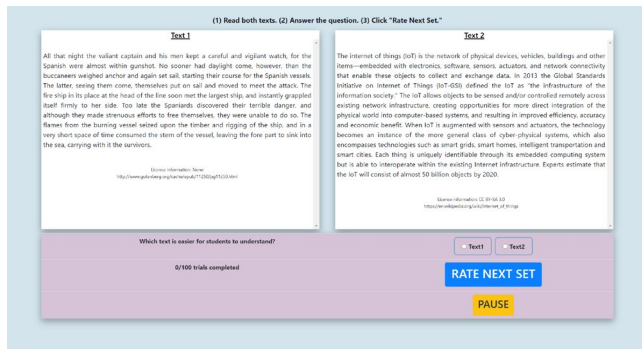 (1) Read both texts. (2) Answer the question. (3) Click "Rate Next Set."
Text 1
All that night the valiant captain and his men kept a careful and vigilant watch, for the
Spanish were almost within gunshot. No sooner had daylight come, however, than the
buccaneers weighed anchor and again set sail, starting their course for the Spanish vessels.
The latter, seeing them come, themselves put on sail and moved to meet the attack. The
fire ship in its place at the head of the line soon met the largest ship, and instantly grappled
itself firmly to her side. Too late the Spaniards discovered their terrible danger, and
although they made strenuous efforts to free themselves, they were unable to do so. The
flames from the burning vessel seized upon the timber and rigging of the ship, and in a
very short space of time consumed the stern of the vessel, leaving the fore part to sink into
the sea, carrying with it the survivors.
License information: None
Text 2
The internet of things (IoT) is the network of physical devices, vehicles, buildings and other
items—embedded with electronics, software, sensors, actuators, and network connectivity
that enable these objects to collect and exchange data. In 2013 the Global Standards
Initiative on Internet of Things (IoT-GSI) defined the IoT as "the infrastructure of the
information society." The IoT allows objects to be sensed and/or controlled remotely across
existing network infrastructure, creating opportunities for more direct integration of the
physical world into computer-based systems, and resulting in improved efficiency, accuracy
and economic benefit. When IoT is augmented with sensors and actuators, the technology
becomes an instance of the more general class of cyber-physical systems, which also
encompasses technologies such as smart grids, smart homes, intelligent transportation and
smart cities. Each thing is uniquely identifiable through its embedded computing system
but is able to interoperate within the existing Internet infrastructure. Experts estimate that
the IoT will consist of almost 50 billion objects by 2020.
License information: CC BY-SA 3.0
https://en.wikipedia.org/wiki/Internet_of_things
Which text is easier for students to understand?
Text1 Text2
0/100 trials completed
RATE NEXT SET
PAUSE